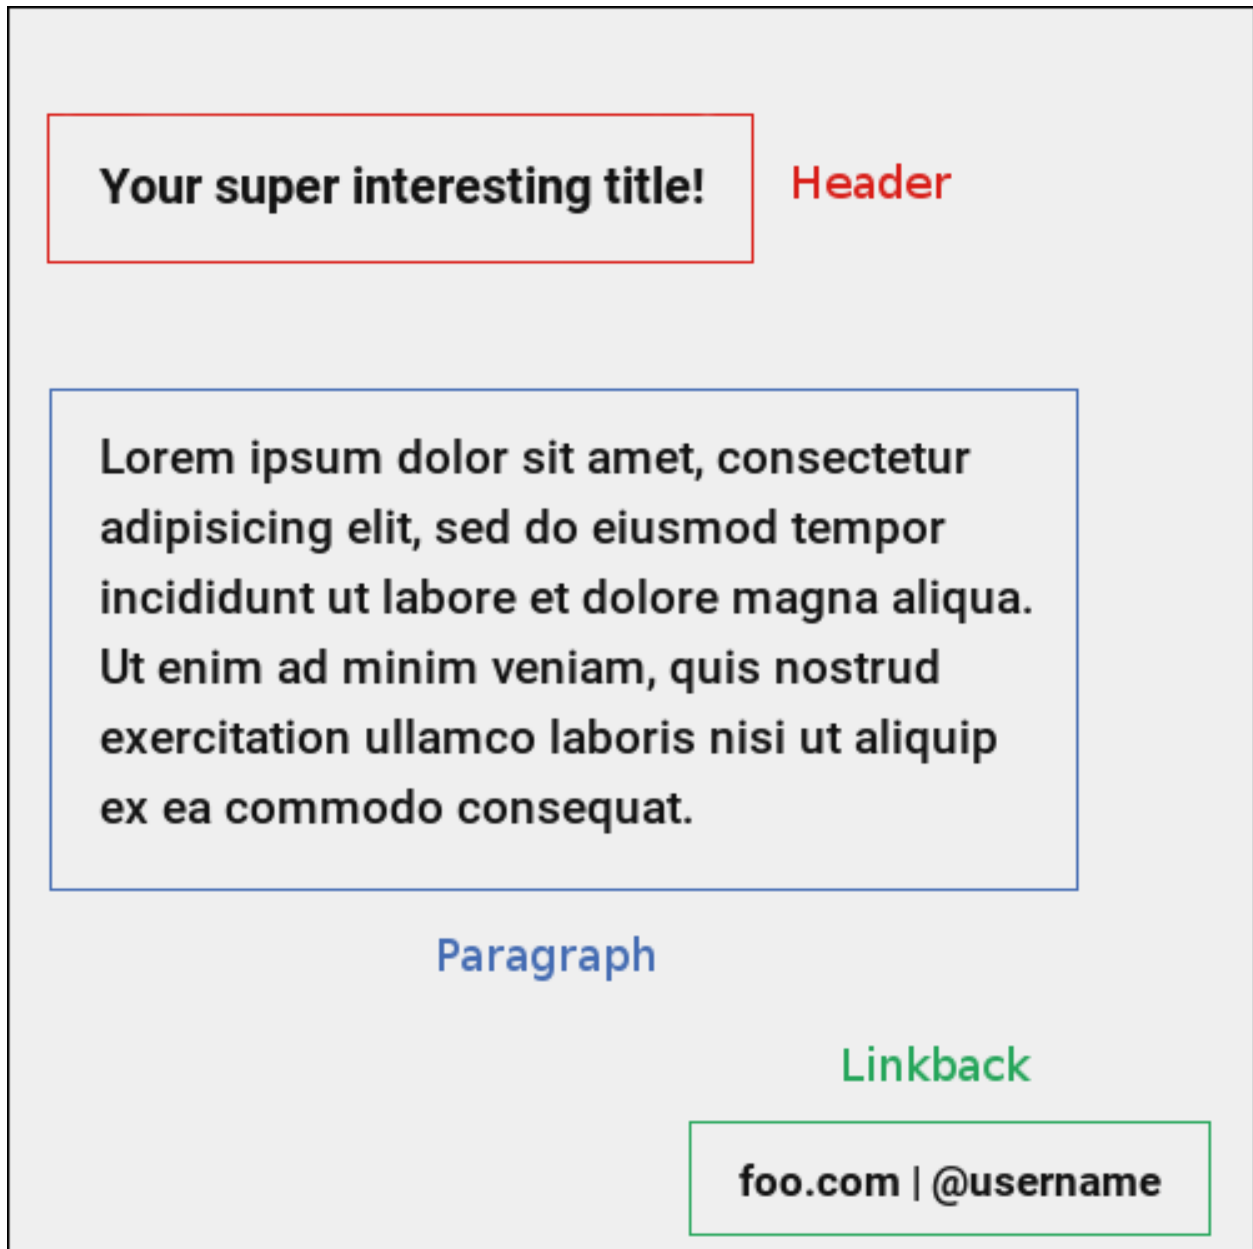 Your super interesting title!
Header
Lorem ipsum dolor sit amet, consectetur
adipisicing elit, sed do eiusmod tempor
incididunt ut labore et dolore magna aliqua.
Ut enim ad minim veniam, quis nostrud
exercitation ullamco laboris nisi ut aliquip
ex ea commodo consequat.
Paragraph
Linkback
foo.com | @username